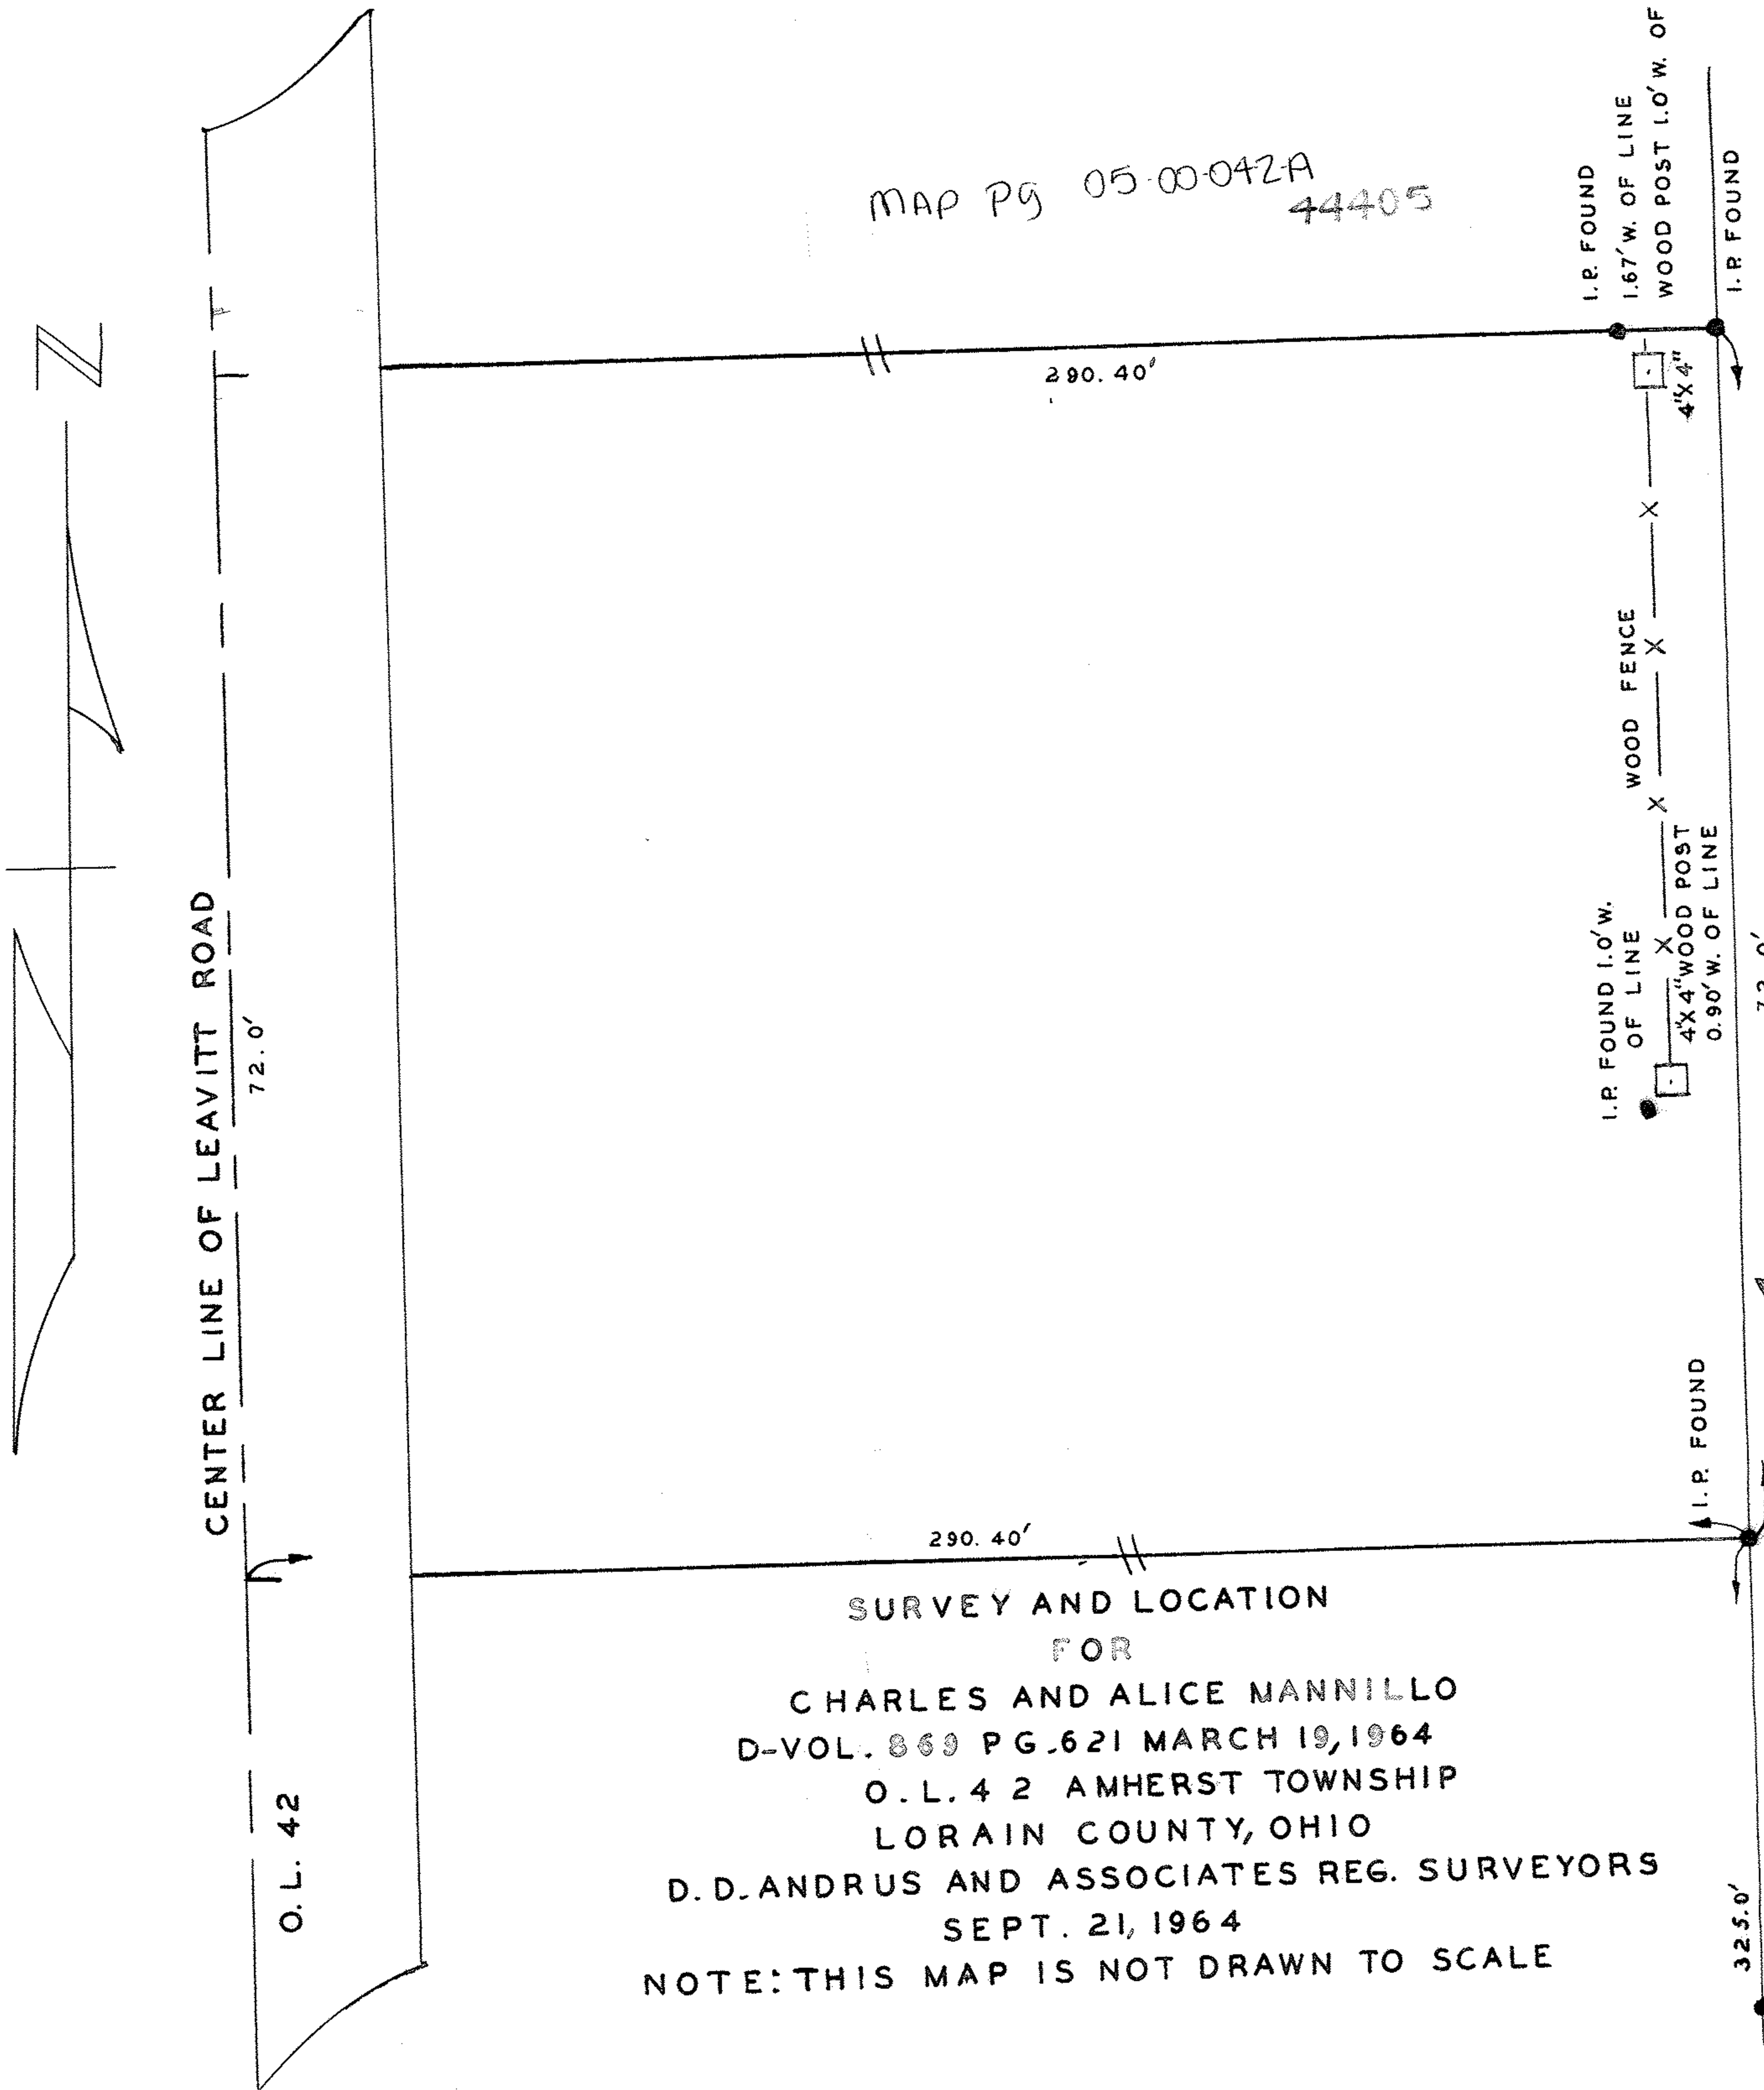 Z
MAP Pg 05-00-042-A
44405
I.P. FOUND
1.67' W. OF LINE
WOOD POST 1.0' W. OF
I.P. FOUND
290.40'
4"X4"
CENTER LINE OF LEAVITT ROAD
72.0'
WOOD FENCE
I.P. FOUND 1.0' W.
OF LINE
4"X4" WOOD POST
0.90' W. OF LINE
I.P. FOUND
290.40'
O.L. 42
SURVEY AND LOCATION
FOR
CHARLES AND ALICE MANNILLO
D-VOL. 869 PG. 621 MARCH 19, 1964
O.L. 42 AMHERST TOWNSHIP
LORAIN COUNTY, OHIO
D.D. ANDRUS AND ASSOCIATES REG. SURVEYORS
SEPT. 21, 1964
NOTE: THIS MAP IS NOT DRAWN TO SCALE
325.0'